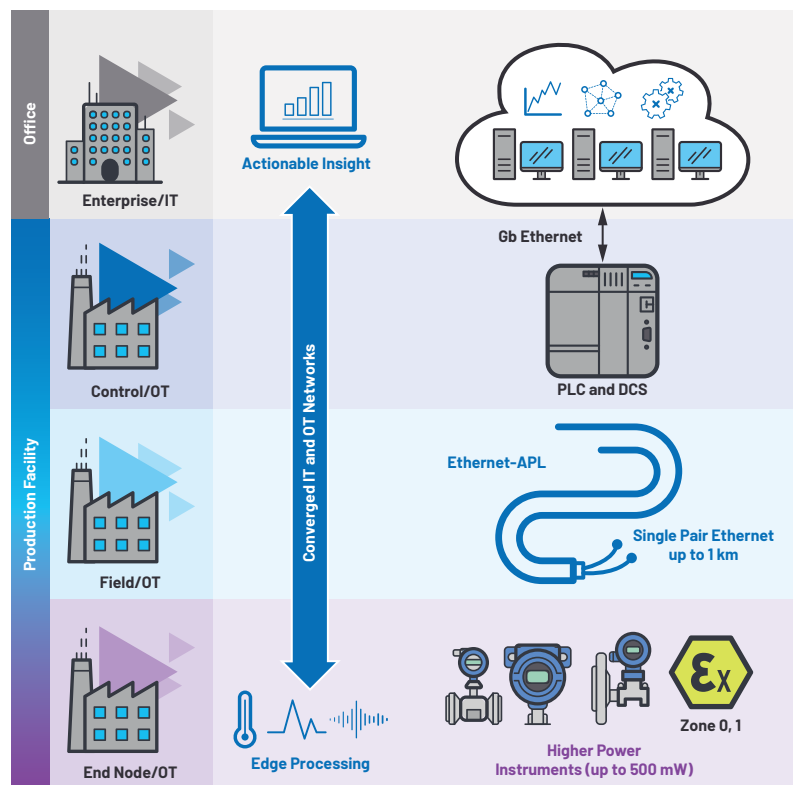 Office
Enterprise/IT
Actionable Insight
Gb Ethernet
Production Facility
Control/OT
Converged IT and OT Networks
PLC and DCS
Field/OT
Ethernet-APL
Single Pair Ethernet
up to 1 km
End Node/OT
Edge Processing
εx
Zone 0, 1
Higher Power
Instruments (up to 500 mW)